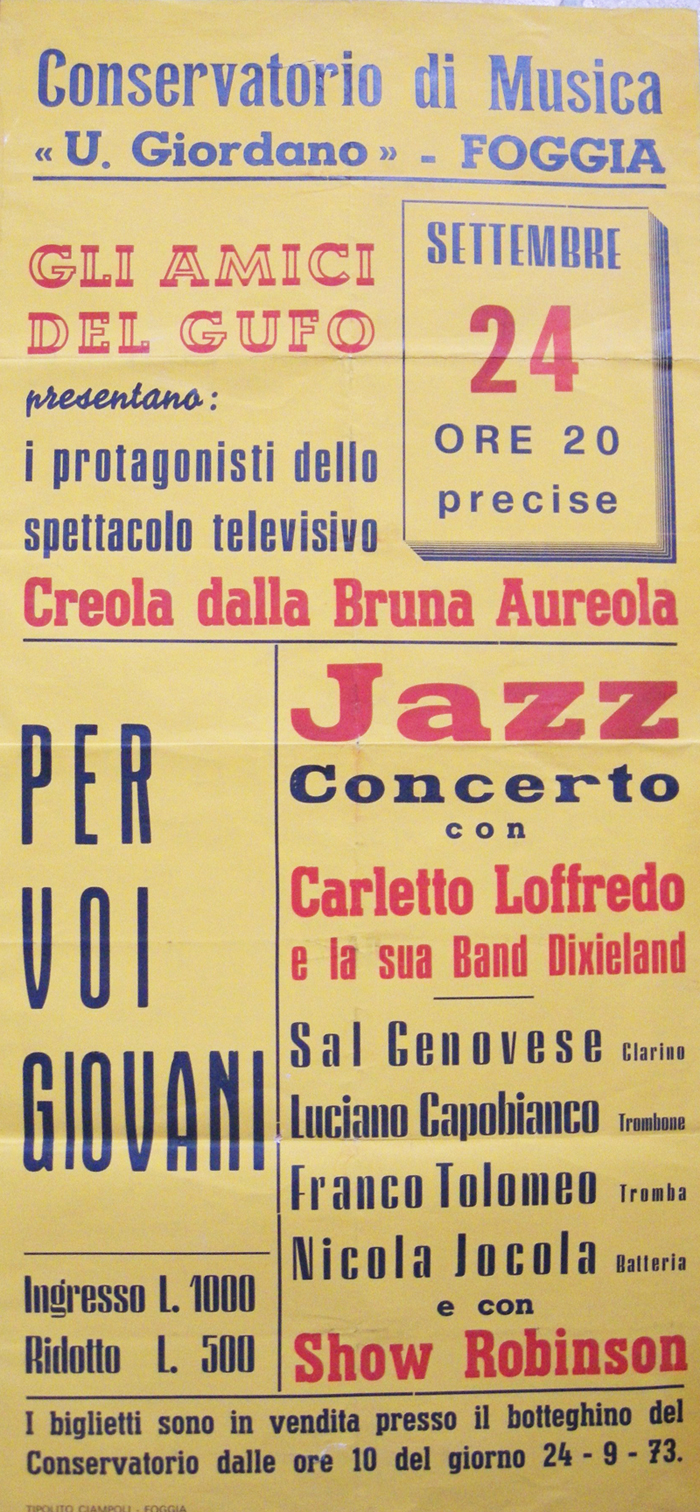 Conservatorio di Musica
« U. Giordano » - FOGGIA
GLI AMICI
DEL GUFO
presentano:
i protagonisti dello
spettacolo televisivo
SETTEMBRE
24
ORE 20
precise
Creola dalla Bruna Aureola
PER
VOI
GIOVANI
Ingresso L. 1000
Ridotto L. 500
Jazz
Concerto
con
Carletto Loffredo
e la sua Band Dixieland
Sal Genovese Clarino
Luciano Capobianco Trombone
Franco Tolomeo Tromba
Nicola Jocola Batteria
e con
Show Robinson
I biglietti sono in vendita presso il botteghino del
Conservatorio dalle ore 10 del giorno 24 - 9 - 73.
TIPOLITO CIAMPOLI - FOGGIA